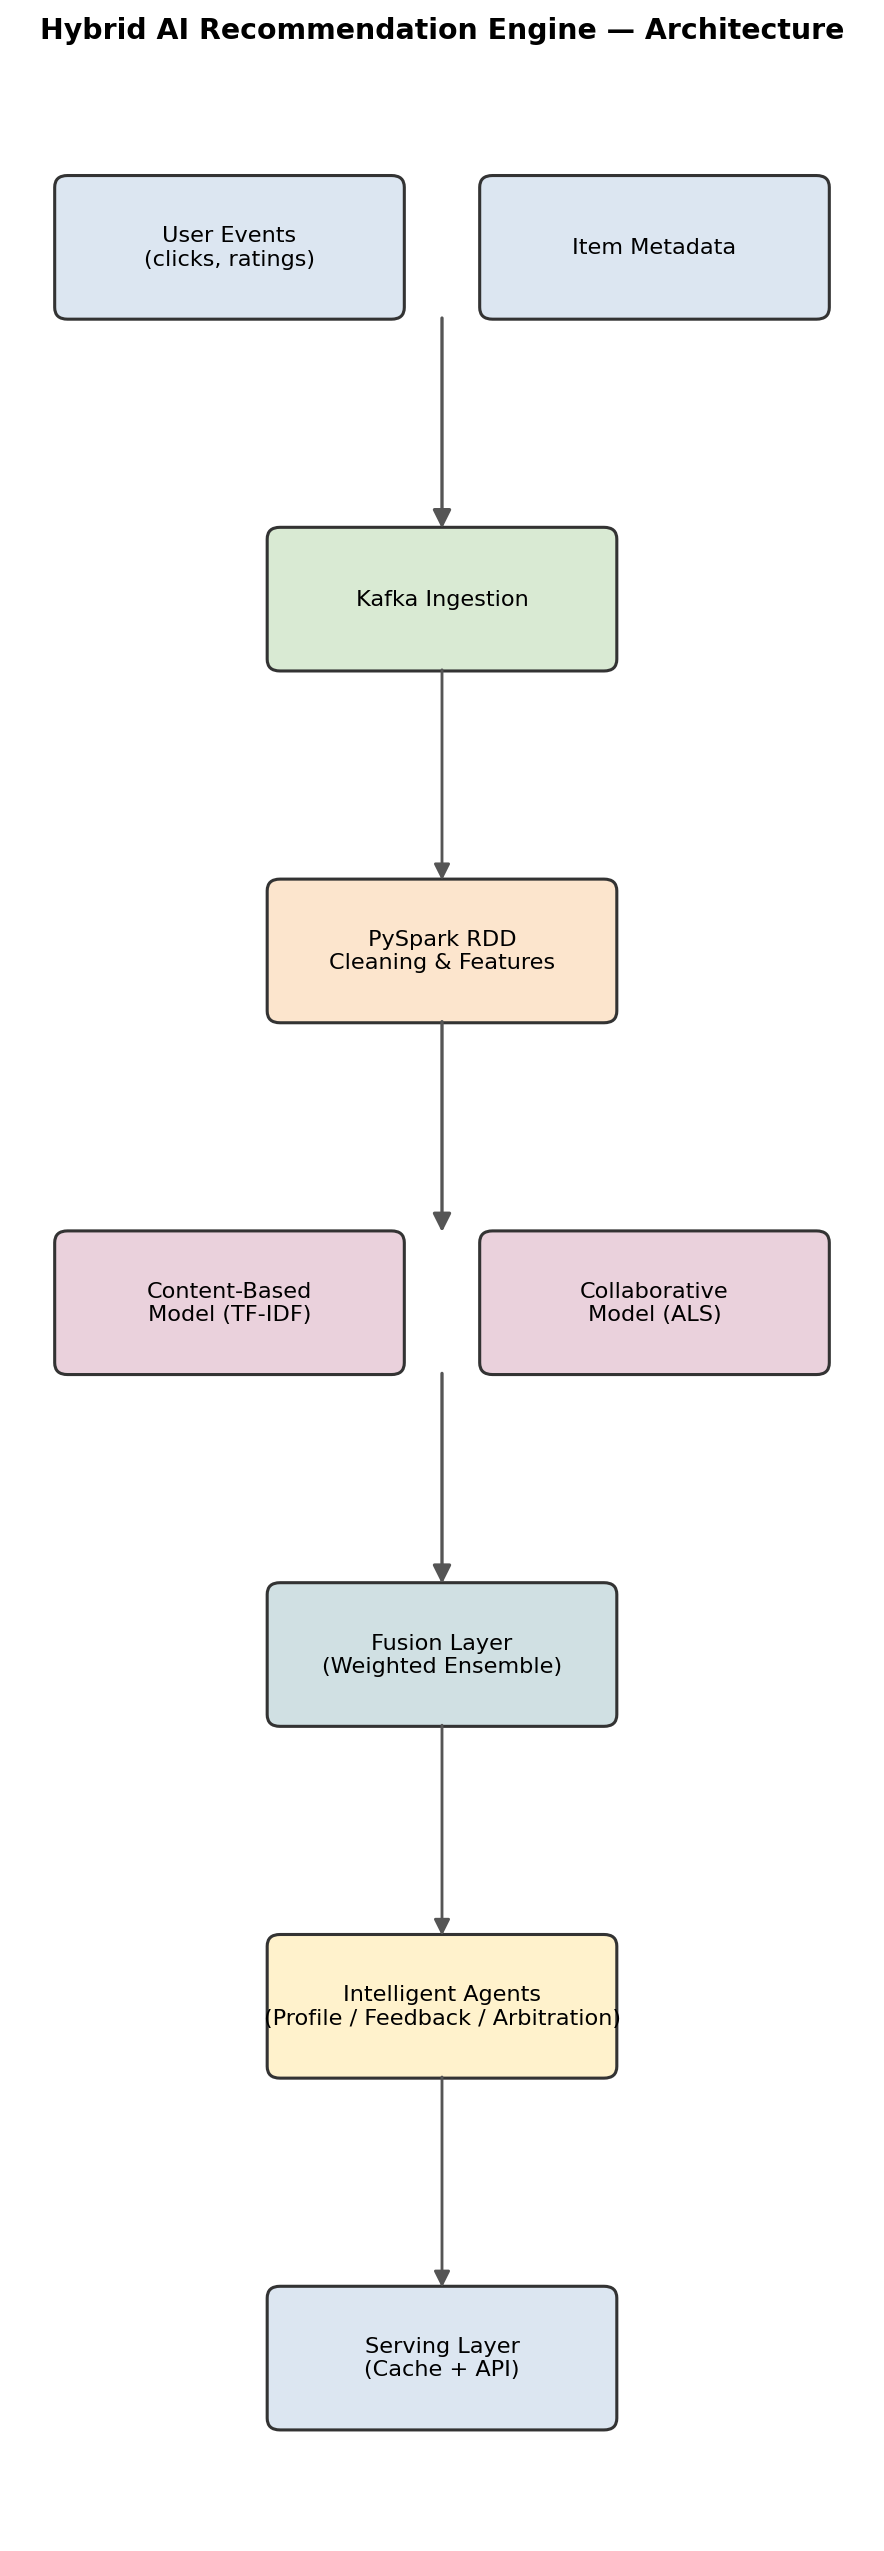 Hybrid AI Recommendation Engine — Architecture
User Events
(clicks, ratings)
Item Metadata
Kafka Ingestion
PySpark RDD
Cleaning & Features
Content-Based
Model (TF-IDF)
Collaborative
Model (ALS)
Fusion Layer
(Weighted Ensemble)
Intelligent Agents
(Profile / Feedback / Arbitration)
Serving Layer
(Cache + API)